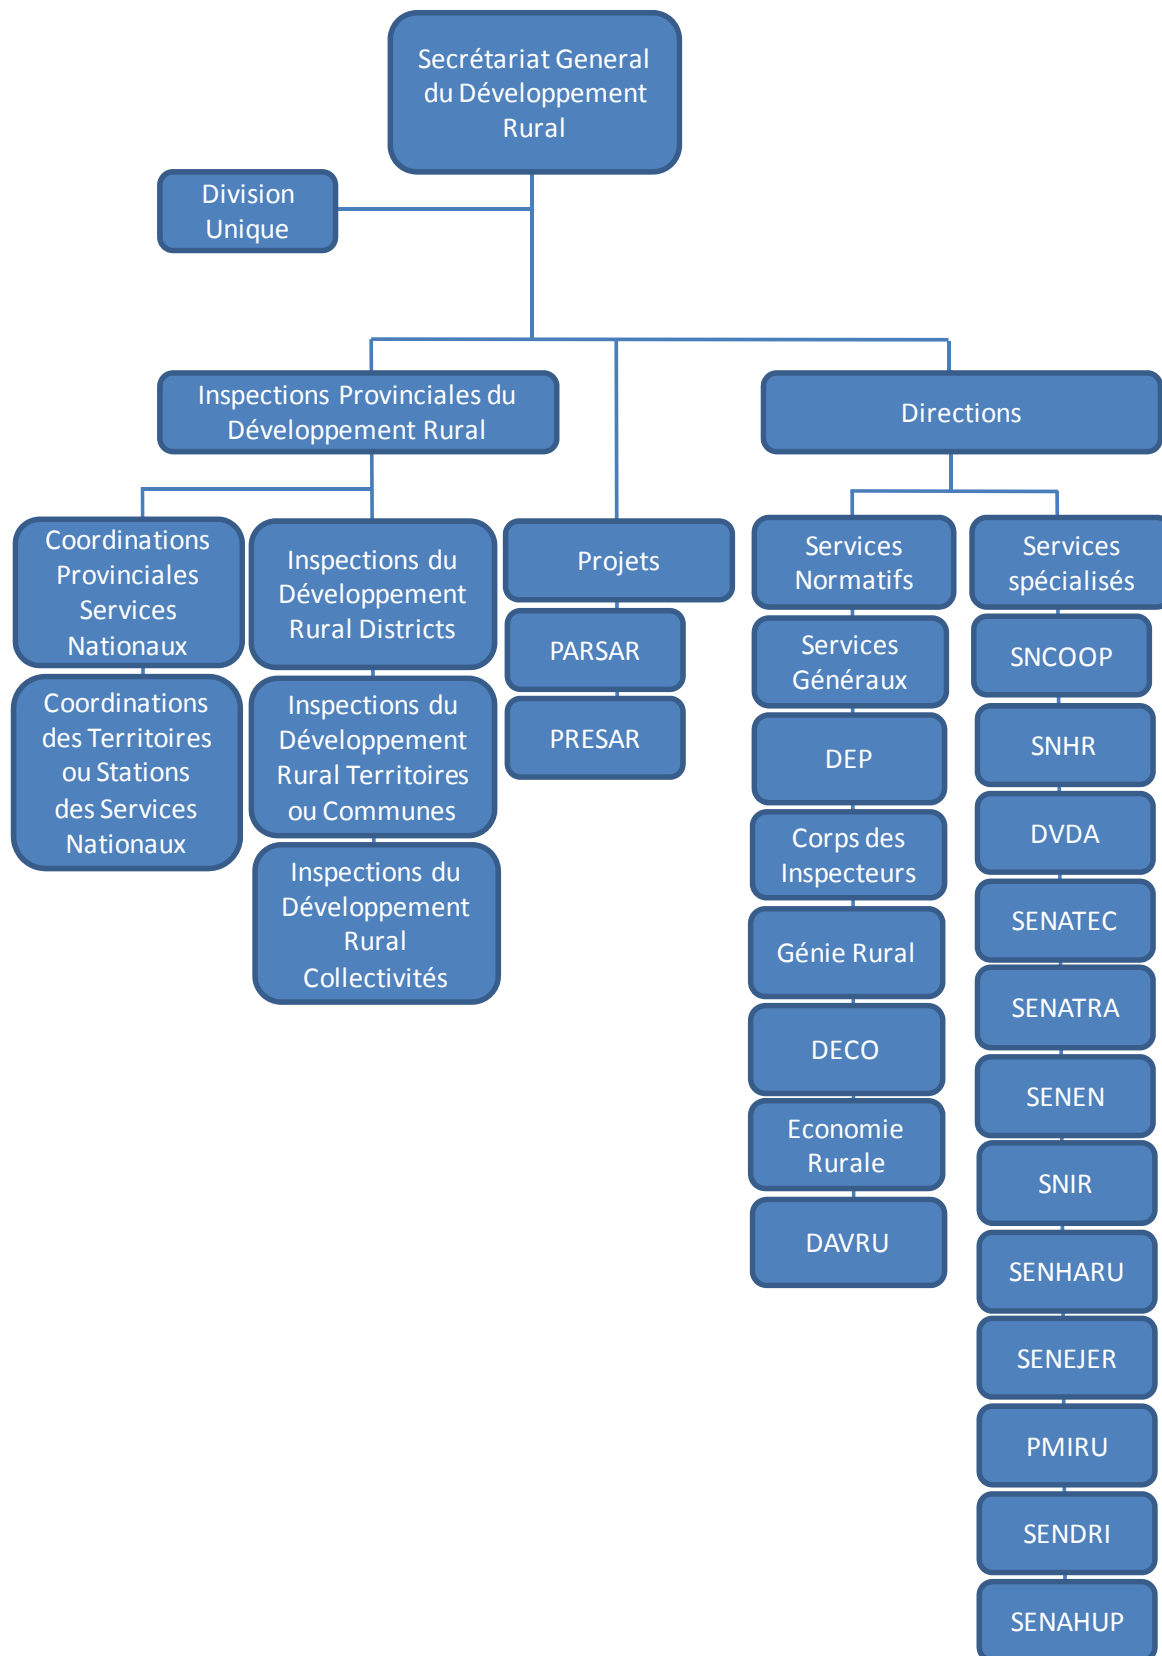 Secrétariat General
du Développement
Rural
Division
Unique
Inspections Provinciales du
Développement Rural
Directions
Coordinations
Provinciales
Services
Nationaux
Coordinations
des Territoires
ou Stations
des Services
Nationaux
Inspections du
Développement
Rural Districts
Inspections du
Développement
Rural Territoires
ou Communes
Inspections du
Développement
Rural
Collectivités
Projets
PARSAR
PRESAR
Services
Normatifs
Services
Généraux
DEP
Corps des
Inspecteurs
Génie Rural
DECO
Economie
Rurale
DAVRU
Services
spécialisés
SNCOOP
SNHR
DVDA
SENATEC
SENATRA
SENEN
SNIR
SENHARU
SENEJER
PMIRU
SENDRI
SENAHUP